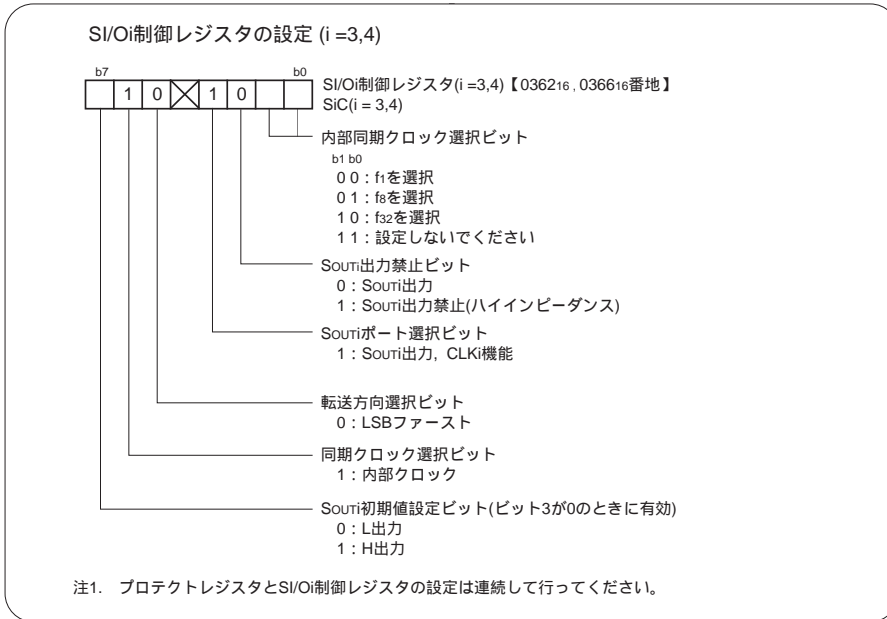 SI/Oi制御レジスタの設定 (i =3,4)
b7 b0
1 0 1 0
SI/Oi制御レジスタ(i =3,4)【036216 , 036616番地】
SiC(i = 3,4)
内部同期クロック選択ビット
b1 b0
0 0 : f1を選択
0 1 : f8を選択
1 0 : f32を選択
1 1 : 設定しないでください
SOUTi出力禁止ビット
0 : SOUTi出力
1 : SOUTi出力禁止(ハイインピーダンス)
SOUTiポート選択ビット
1 : SOUTi出力, CLKi機能
転送方向選択ビット
0 : LSBファースト
同期クロック選択ビット
1 : 内部クロック
SOUTi初期値設定ビット(ビット3が0のときに有効)
0 : L出力
1 : H出力
注1. プロテクトレジスタとSI/Oi制御レジスタの設定は連続して行ってください。